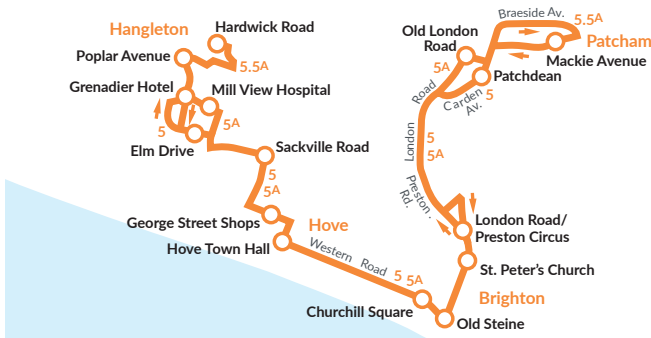 Braeside Av.
Hardwick Road
Hangleton
5.5A
Old London
Road
Patcham
Poplar Avenue
Mackie Avenue
5.5A
5A
Patchdean
Grenadier Hotel
Mill View Hospital
Road
Carden
Av.
5
5
5A
Elm Drive
London
5
5A
Sackville Road
5
5A
Preston
Rd.
George Street Shops
Hove
London Road/
Preston Circus
Hove Town Hall
Western Road
5 5A
St. Peter's Church
Brighton
Churchill Square
Old Steine